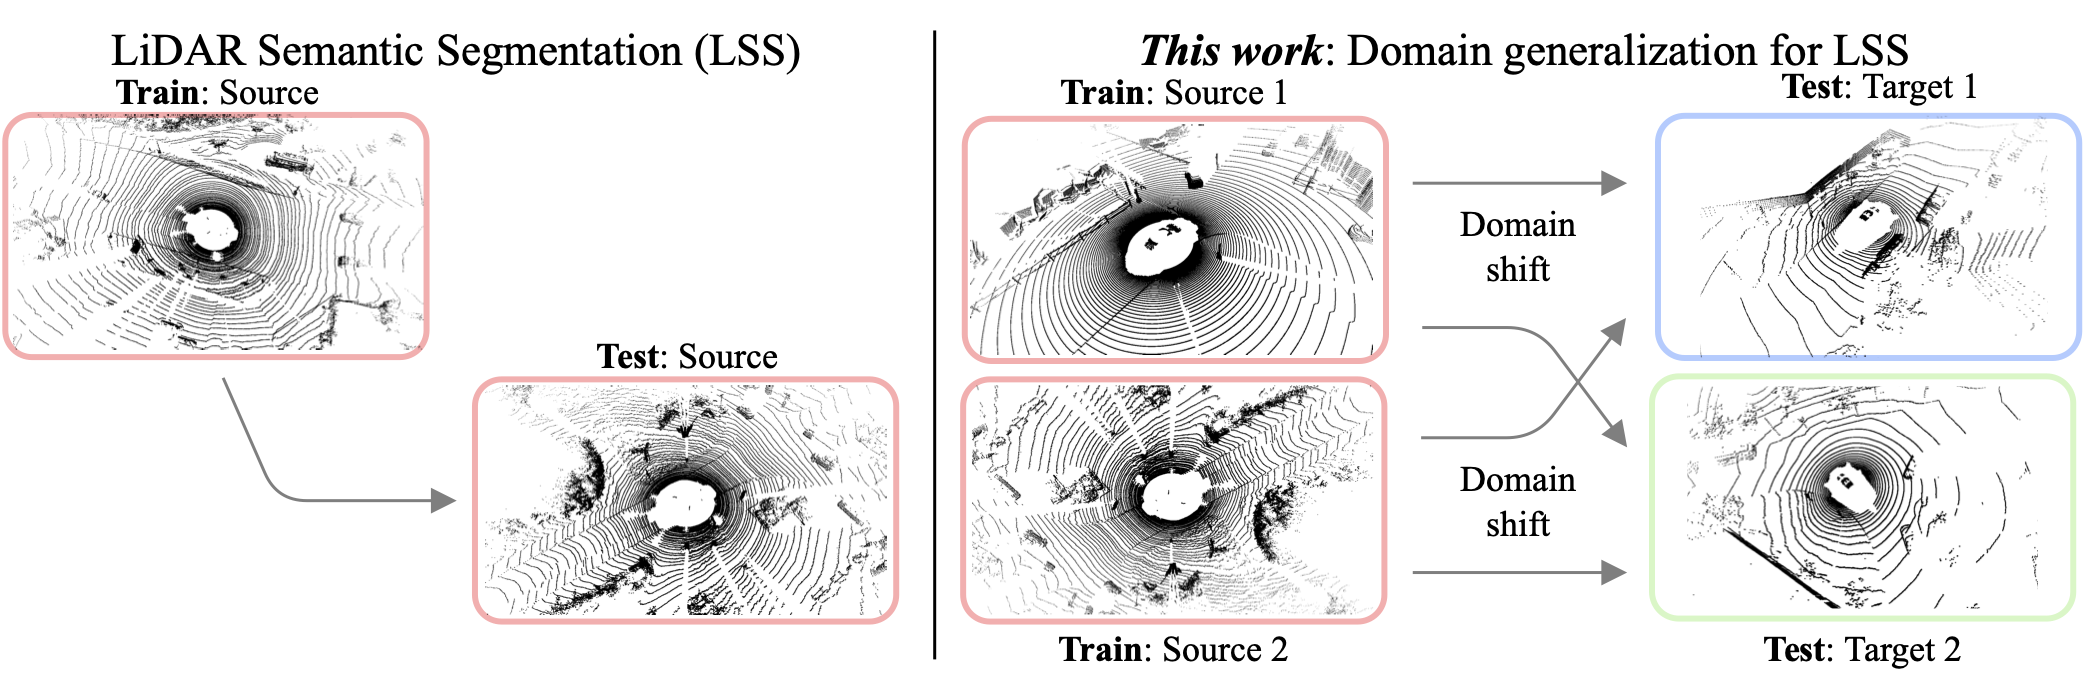 LiDAR Semantic Segmentation (LSS)
Train: Source
Test: Source
This work: Domain generalization for LSS
Train: Source 1
Test: Target 1
Domain
shift
Domain
shift
Train: Source 2
Test: Target 2